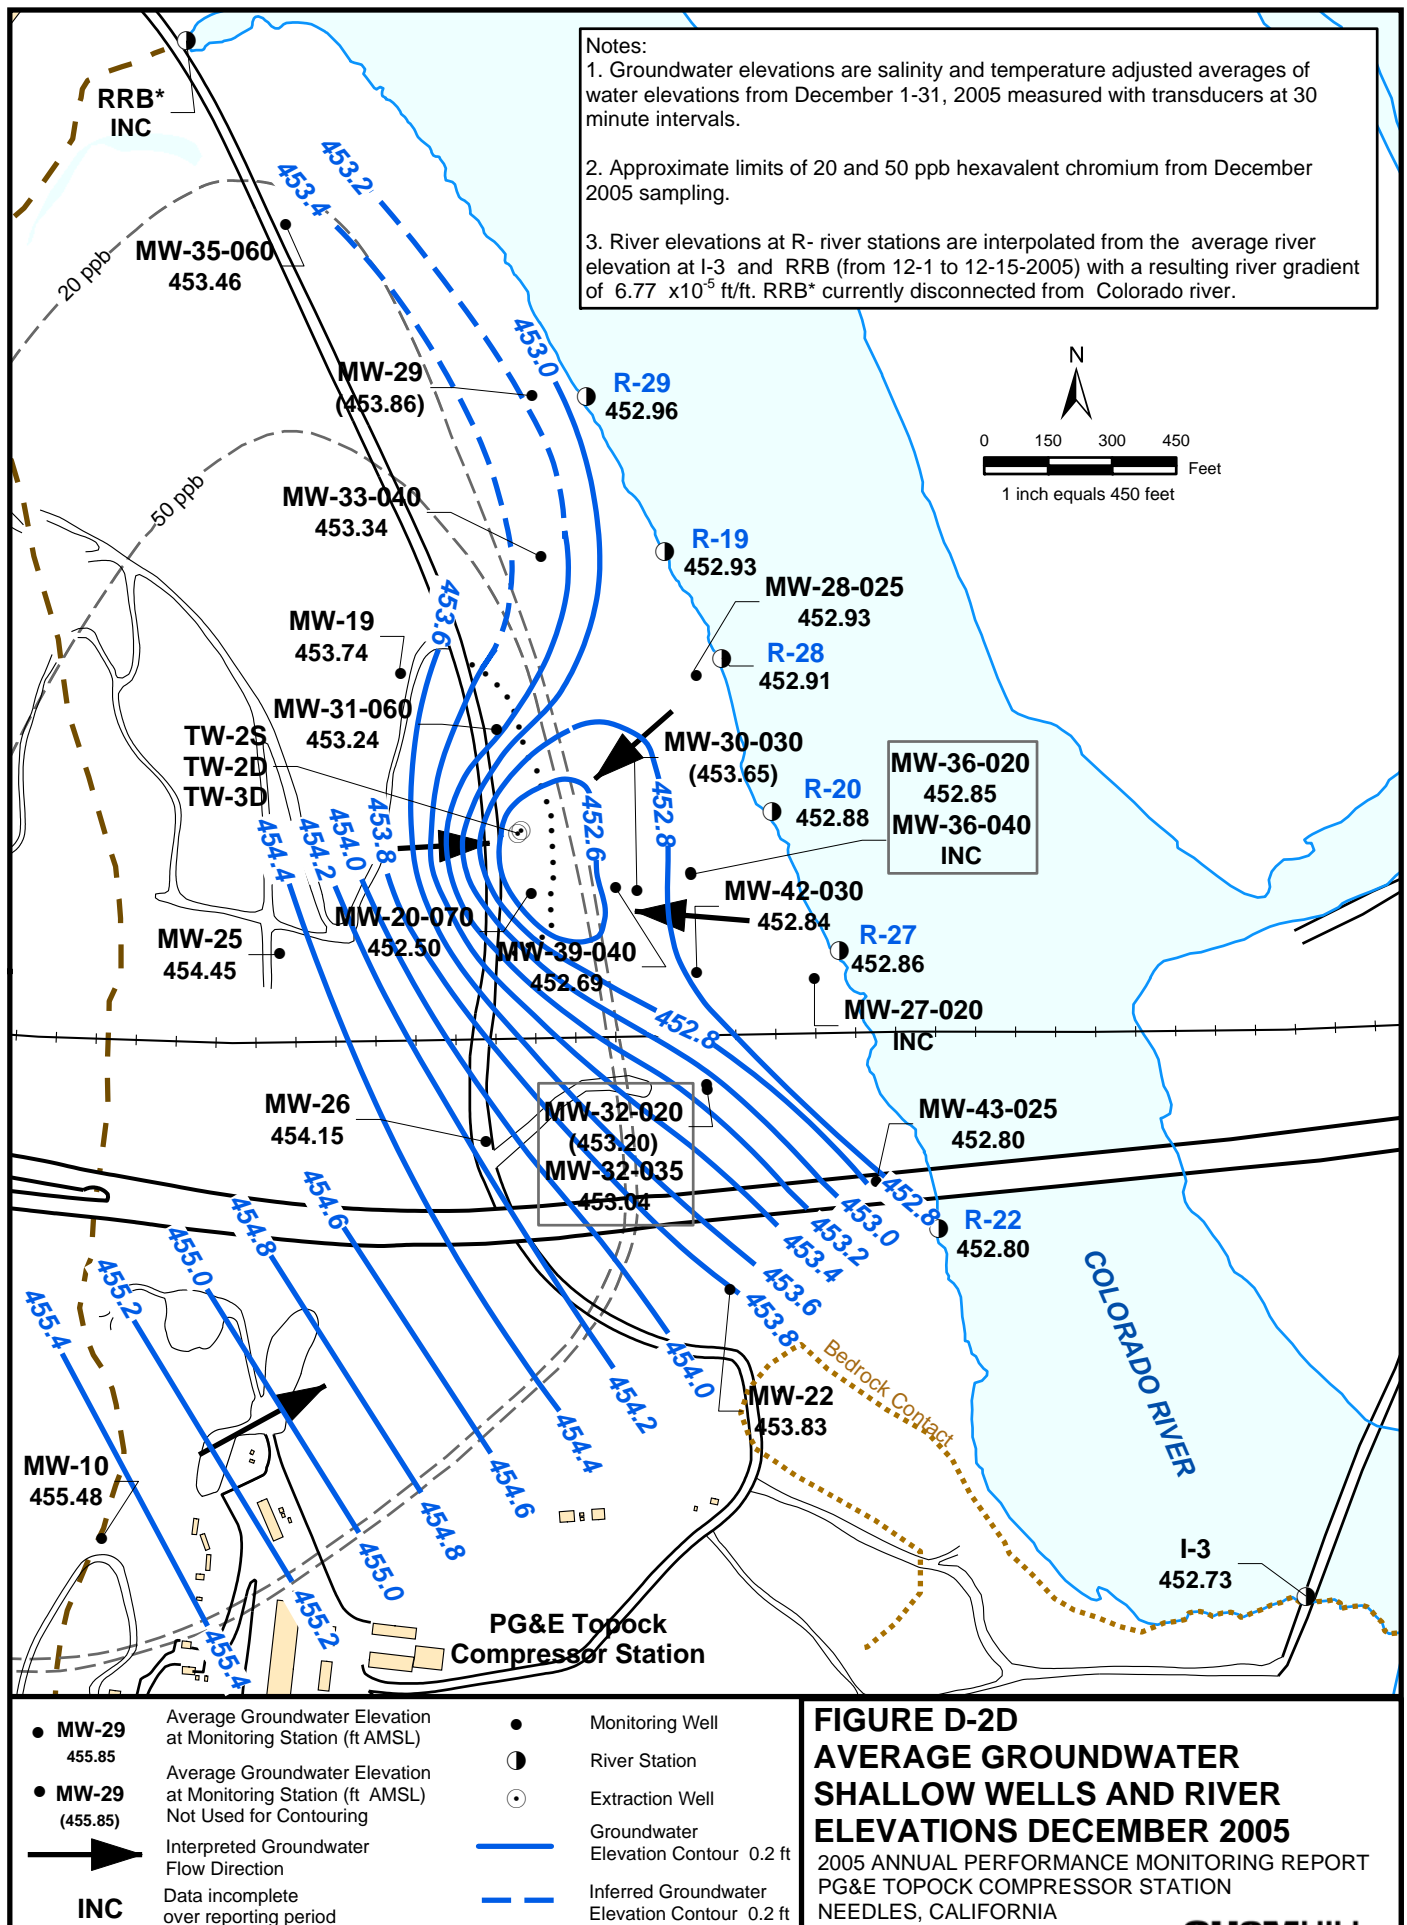 Notes:
1. Groundwater elevations are salinity and temperature adjusted averages of
water elevations from December 1-31, 2005 measured with transducers at 30
minute intervals.
2. Approximate limits of 20 and 50 ppb hexavalent chromium from December
2005 sampling.
3. River elevations at R- river stations are interpolated from the average river
elevation at I-3 and RRB (from 12-1 to 12-15-2005) with a resulting river gradient
of 6.77 x10-5 ft/ft. RRB* currently disconnected from Colorado river.
RRB*
INC
453.2
453.4
MW-35-060
453.46
20 ppb
453.0
N
MW-29
(453.86)
R-29
452.96
0 150 300 450
Feet
1 inch equals 450 feet
50 ppb
MW-33-040
453.34
R-19
452.93
MW-28-025
452.93
453.6
MW-19
453.74
R-28
452.91
MW-31-060
453.24
TW-2S
TW-2D
TW-3D
MW-30-030
(453.65)
MW-36-020
452.85
MW-36-040
INC
R-20
452.88
452.8
452.6
453.8
454.0
454.2
454.4
MW-20-070
452.50
MW-42-030
452.84
MW-25
454.45
MW-39-040
452.69
R-27
452.86
MW-27-020
INC
452.8
MW-26
454.15
MW-32-020
(453.20)
MW-32-035
453.04
MW-43-025
452.80
452.8
453.0
453.2
453.4
453.6
453.8
R-22
452.80
454.6
454.8
455.0
455.2
455.4
COLORADO RIVER
454.0
454.2
454.4
454.6
454.8
455.0
455.2
455.4
MW-22
453.83
Bedrock Contact
MW-10
455.48
I-3
452.73
PG&E Topock
Compressor Station
MW-29
455.85
Average Groundwater Elevation
at Monitoring Station (ft AMSL)
MW-29
(455.85)
Average Groundwater Elevation
at Monitoring Station (ft AMSL)
Not Used for Contouring
Interpreted Groundwater
Flow Direction
INC
Data incomplete
over reporting period
Monitoring Well
River Station
Extraction Well
Groundwater
Elevation Contour 0.2 ft
Inferred Groundwater
Elevation Contour 0.2 ft
FIGURE D-2D
AVERAGE GROUNDWATER
SHALLOW WELLS AND RIVER
ELEVATIONS DECEMBER 2005
2005 ANNUAL PERFORMANCE MONITORING REPORT
PG&E TOPOCK COMPRESSOR STATION
NEEDLES, CALIFORNIA